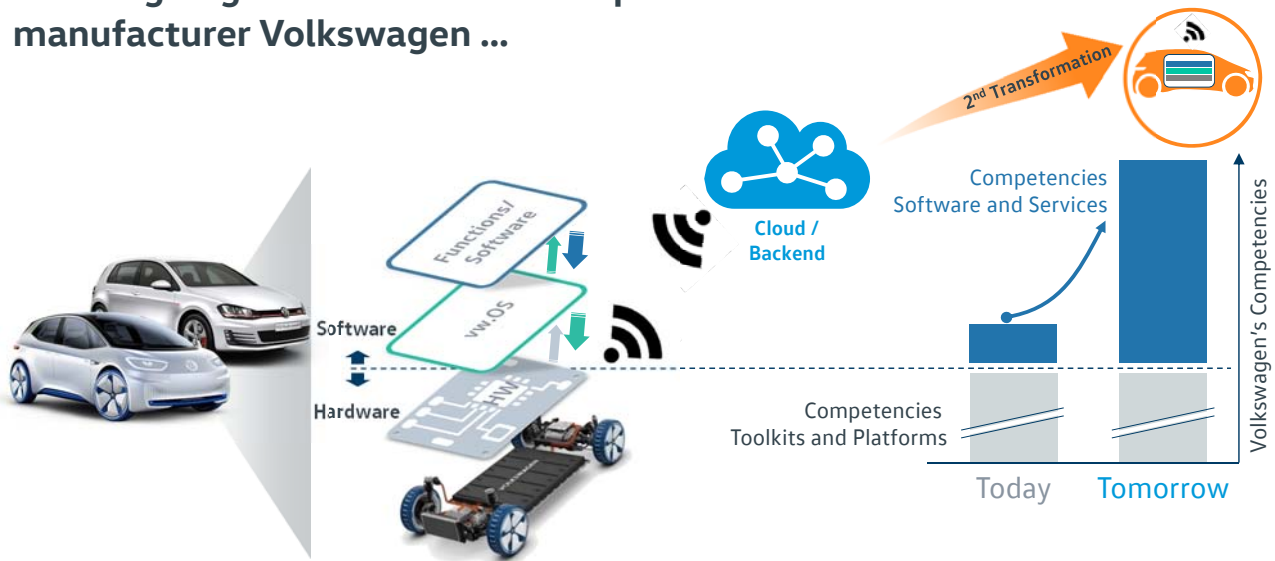 manufacturer Volkswagen ...
2nd Transformation
Functions/
Software
vw.OS
HW
VOLKSWAGEN
Software
Hardware
Cloud /
Backend
Competencies
Software and Services
Competencies
Toolkits and Platforms
Today
Tomorrow
Volkswagen's Competencies